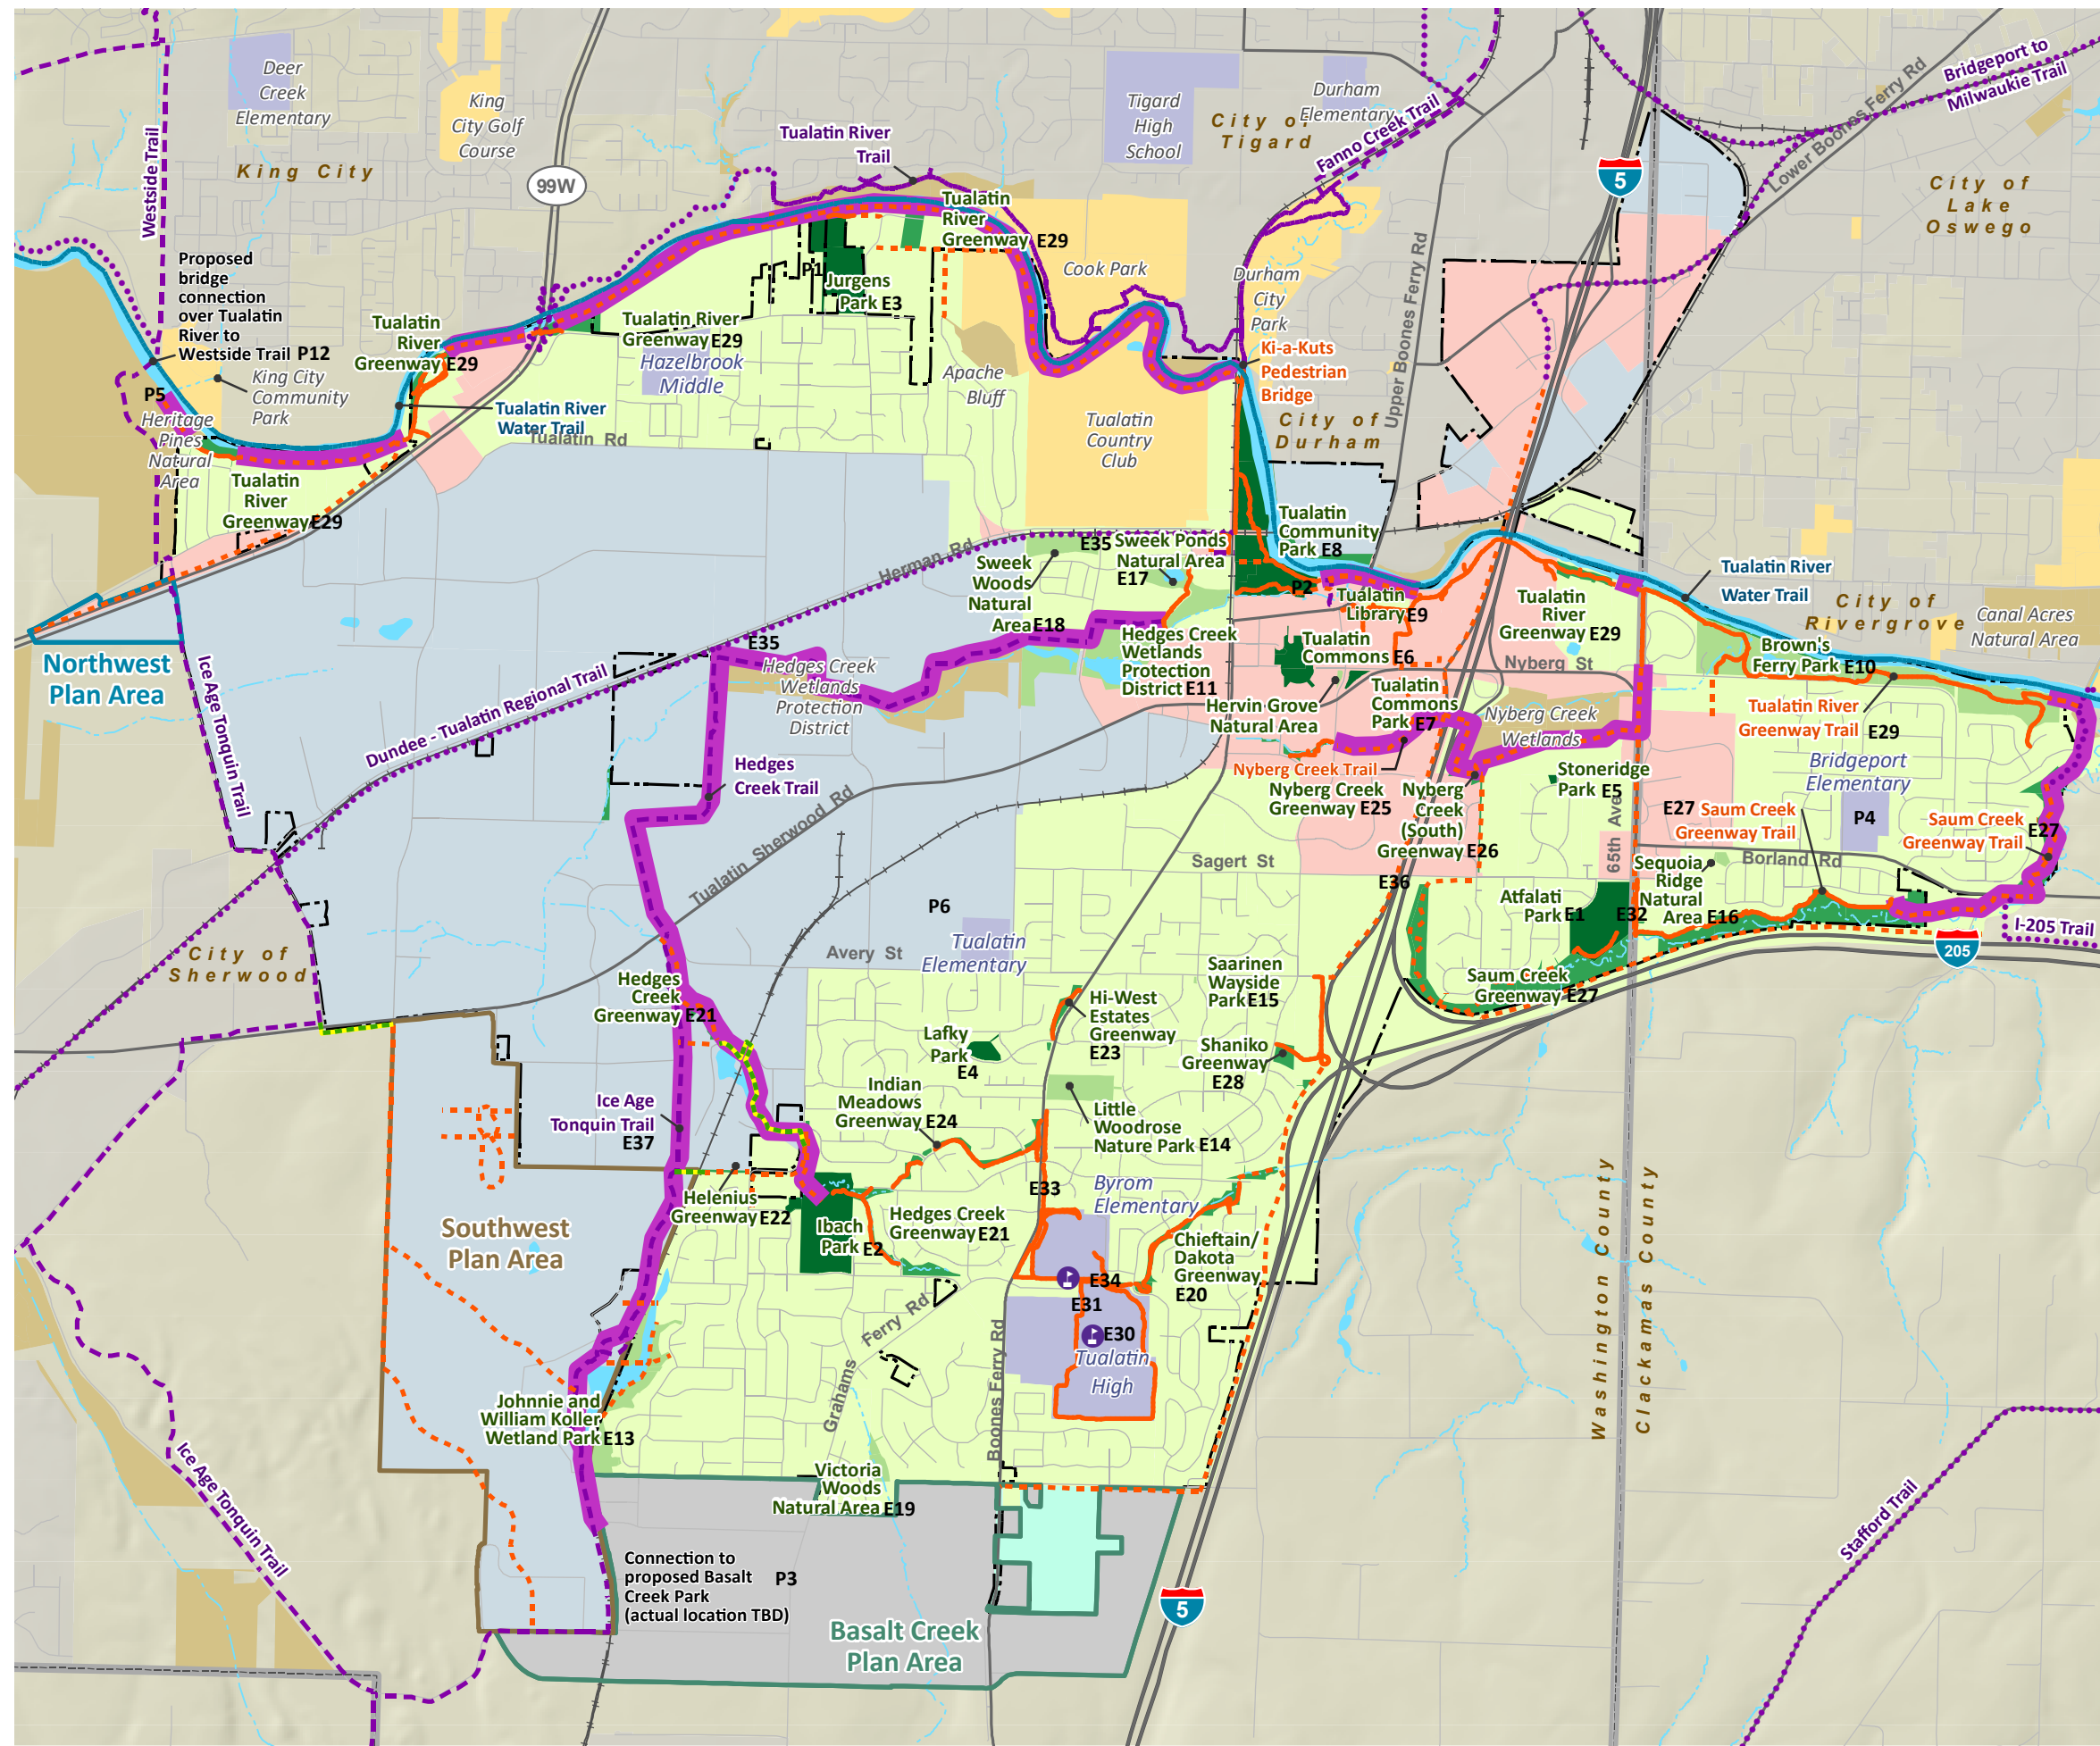 Deer
Creek
Elementary
King City
King
City Golf
Course
99W
Westside Trail
Tualatin River
Trail
Tigard
High
School
City of
Tigard
Durham
Elementary
Fanno Creek Trail
5
Bridgeport to
Milwaukie Trail
Lower Boones Ferry Rd
City of
Lake
Oswego
Proposed
bridge
connection
over Tualatin
River to
Westside Trail P12
King City
Community
Park
P5
Heritage
Pines
Natural
Area
Tualatin
River
Greenway E29
Tualatin
River
Greenway E29
Tualatin River
Water Trail
Tualatin Rd
Tualatin River
Greenway E29
Hazelbrook
Middle
P1
Jurgens
Park E3
Tualatin
River
Greenway E29
Cook Park
Apache
Bluff
Tualatin
Country
Club
Durham
City
Park
Ki-a-Kuts
Pedestrian
Bridge
City of
Durham
Upper Boones Ferry Rd
Northwest
Plan Area
Ice Age Tonquin Trail
Dundee - Tualatin Regional Trail
Herman Rd
E35
Hedges Creek
Wetlands
Protection
District
Sweek
Woods
Natural
Area E18
E35
Sweek Ponds
Natural Area
E17
Tualatin
Community
Park E8
P2
Tualatin
Library E9
Hedges Creek
Wetlands
Protection
District E11
Tualatin
Commons E6
Hervin Grove
Natural Area
Tualatin
Commons
Park E7
Nyberg St
Nyberg Creek
Wetlands
Tualatin
River
Greenway E29
Tualatin River
Water Trail
City of
Rivergrove
Canal Acres
Natural Area
Brown's
Ferry Park E10
Tualatin River
Greenway Trail E29
Bridgeport
Elementary
P4
Hedges
Creek Trail
Tualatin Sherwood Rd
Nyberg Creek Trail
Nyberg Creek
Greenway E25
Nyberg
Creek
(South)
Greenway E26
Stoneridge
Park E5
65th Ave
E27 Saum Creek
Greenway Trail
Saum Creek
Greenway Trail
E27
Borland Rd
Sagert St
E36
Sequoia
Ridge
Natural
Area E16
Atfalati
Park E1
E32
I-205 Trail
205
City of
Sherwood
P6
Tualatin
Elementary
Avery St
Hedges
Creek
Greenway E21
Saarinen
Wayside
Park E15
Saum Creek
Greenway E27
Hi-West
Estates
Greenway
E23
Lafky
Park
E4
Shaniko
Greenway
E28
Indian
Meadows
Greenway E24
Little
Woodrose
Nature Park E14
Ice Age
Tonquin Trail
E37
Helenius
Greenway E22
Ibach
Park E2
Hedges Creek
Greenway E21
E33
Byrom
Elementary
Chieftain/
Dakota
Greenway
E20
E34
E31
E30
Tualatin
High
Washington County
Clackamas County
Southwest
Plan Area
Grahams Ferry Rd
Boones Ferry Rd
Johnnie and
William Koller
Wetland Park E13
Victoria
Woods
Natural Area E19
Ice Age Tonquin Trail
Connection to
proposed Basalt
Creek Park
(actual location TBD)
P3
Basalt Creek
Plan Area
5
Stafford Trail